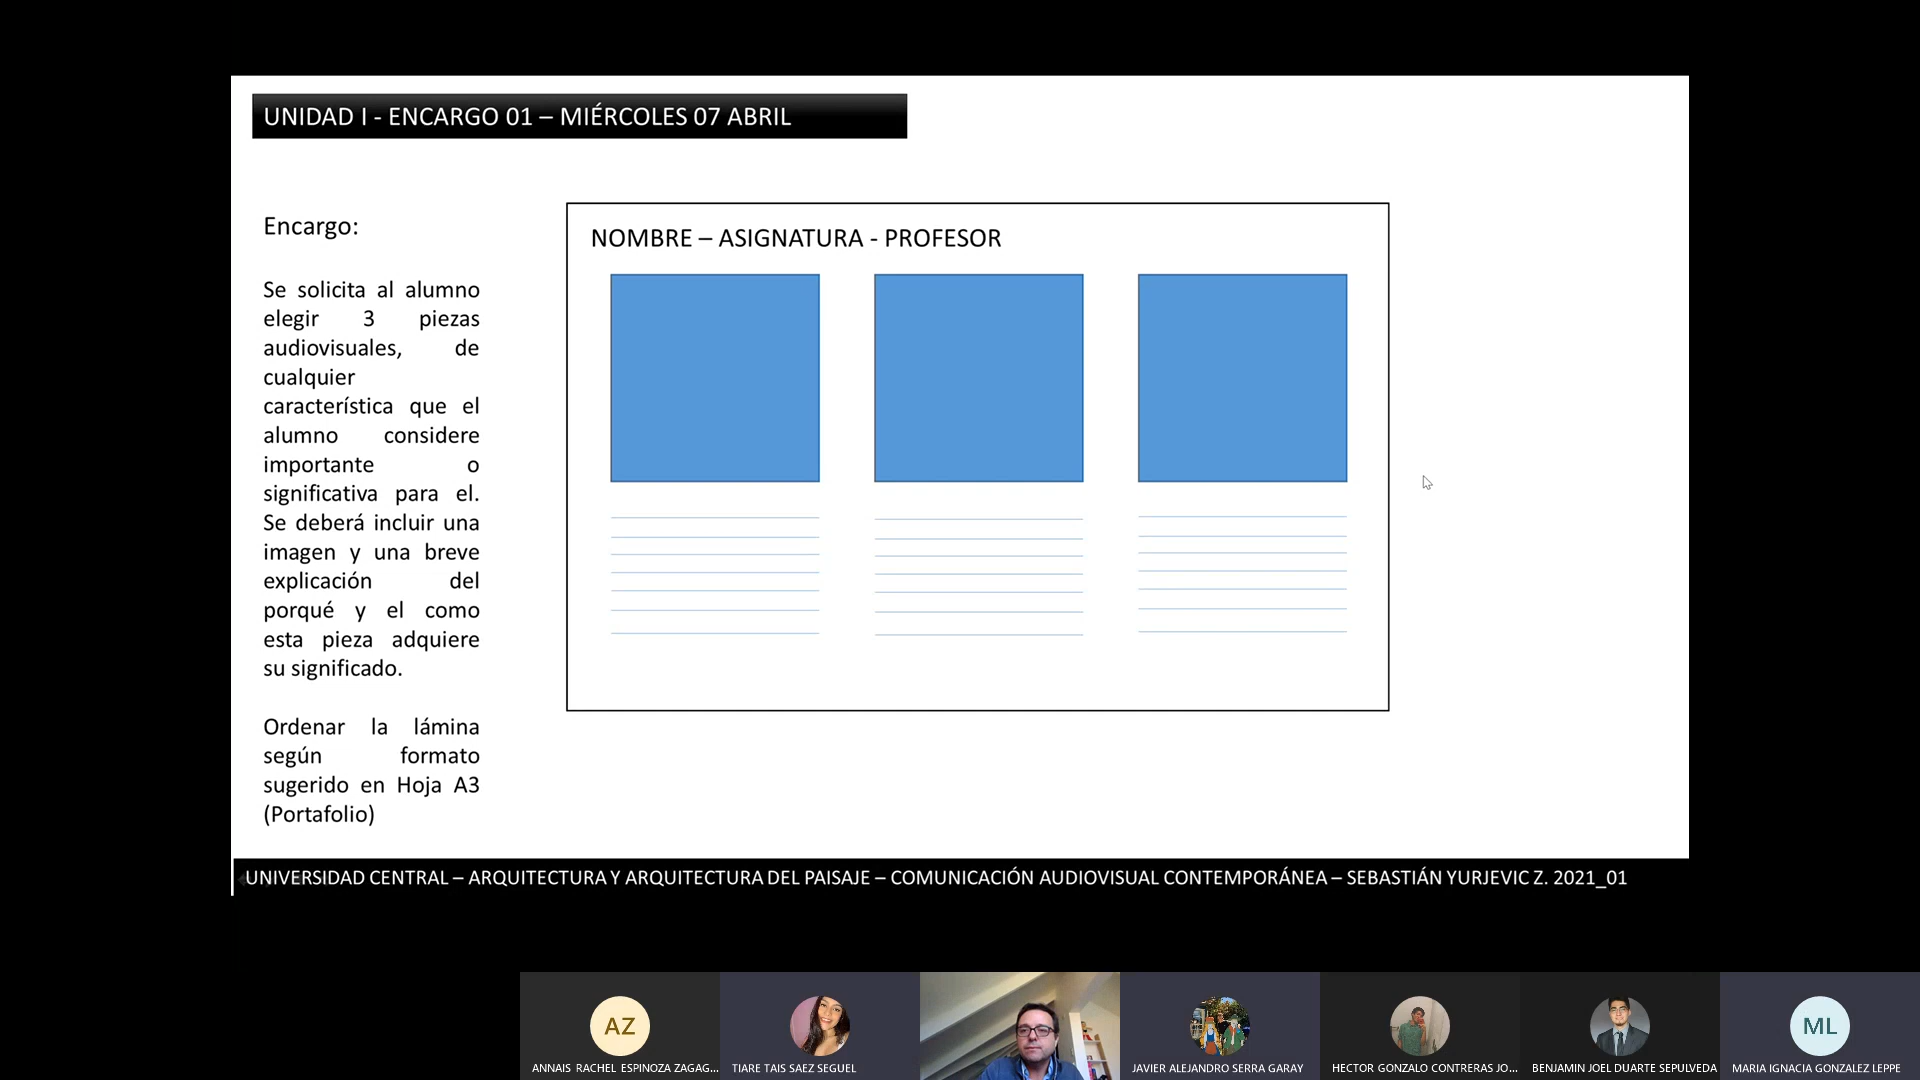 UNIDAD I - ENCARGO 01 – MIÉRCOLES 07 ABRIL
Encargo:
Se solicita al alumno
elegir 3 piezas
audiovisuales, de
cualquier
característica que el
alumno considere
importante o
significativa para el.
Se deberá incluir una
imagen y una breve
explicación del
porqué y el como
esta pieza adquiere
su significado.
Ordenar la lámina
según formato
sugerido en Hoja A3
(Portafolio)
NOMBRE – ASIGNATURA - PROFESOR
UNIVERSIDAD CENTRAL – ARQUITECTURA Y ARQUITECTURA DEL PAISAJE – COMUNICACIÓN AUDIOVISUAL CONTEMPORÁNEA – SEBASTIÁN YURJEVIC Z. 2021_01
AZ
ML
ANNAIS RACHEL ESPINOZA ZAGAG...
TIARE TAIS SAEZ SEGUEL
JAVIER ALEJANDRO SERRA GARAY
HECTOR GONZALO CONTRERAS JO...
BENJAMIN JOEL DUARTE SEPULVEDA
MARIA IGNACIA GONZALEZ LEPPE